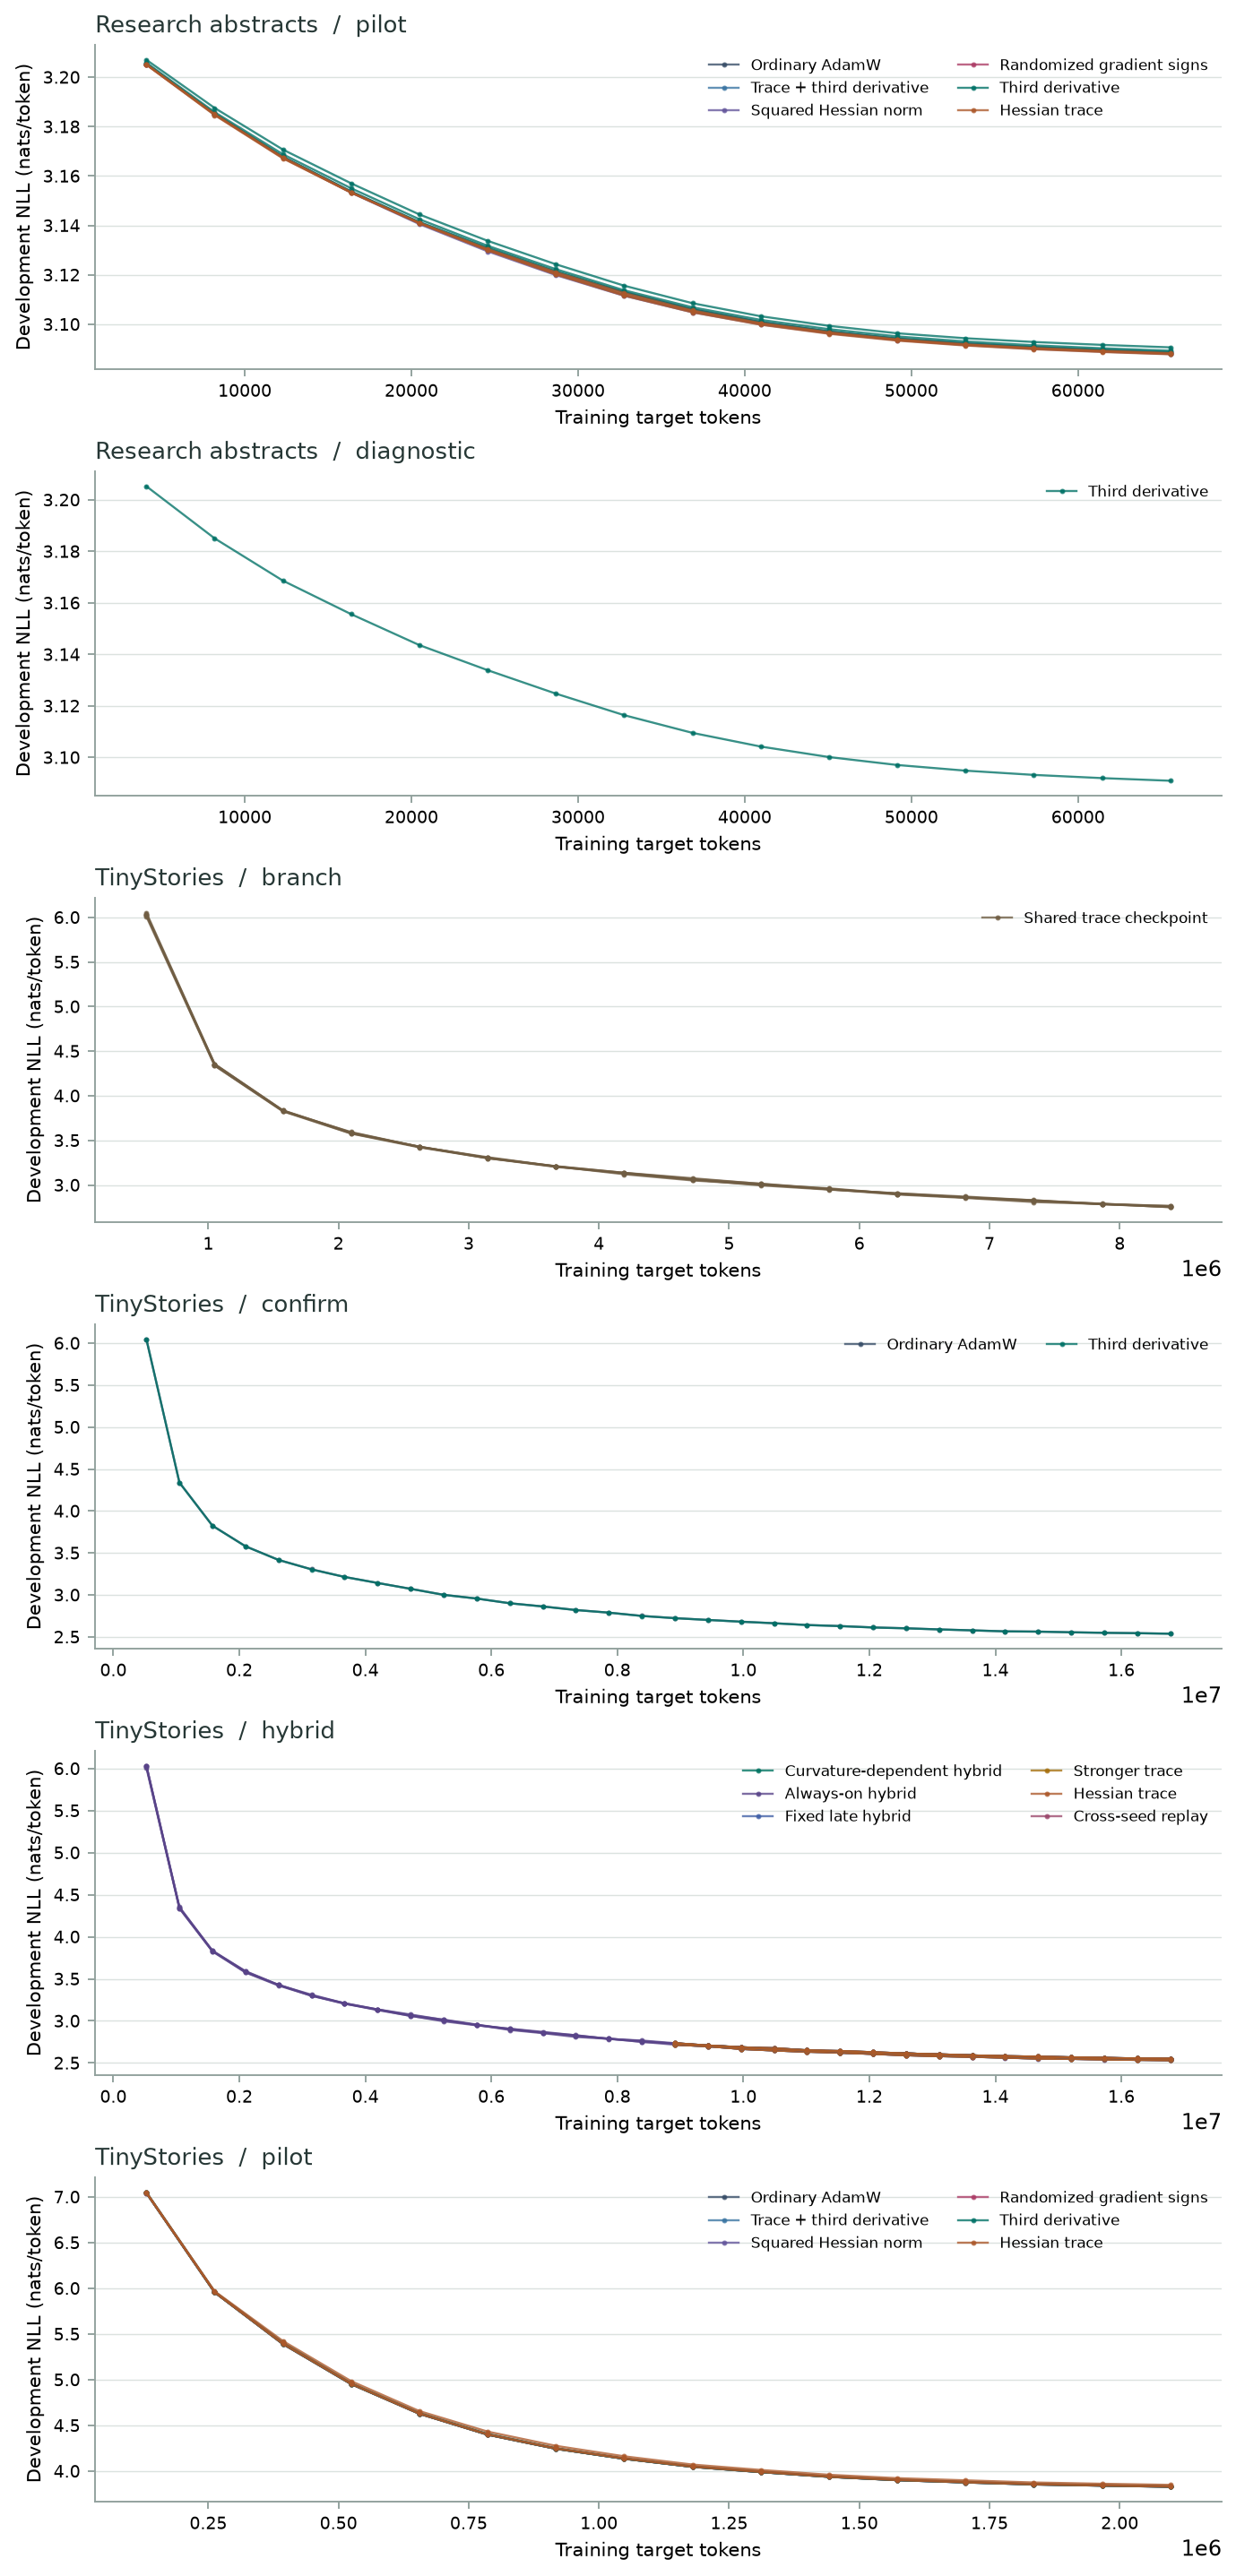 Research abstracts / pilot
Development NLL (nats/token)
3.20
3.18
3.16
3.14
3.12
3.10
Ordinary AdamW
Trace + third derivative
Squared Hessian norm
Randomized gradient signs
Third derivative
Hessian trace
10000 20000 30000 40000 50000 60000
Training target tokens
Research abstracts / diagnostic
Development NLL (nats/token)
3.20
3.18
3.16
3.14
3.12
3.10
Third derivative
10000 20000 30000 40000 50000 60000
Training target tokens
TinyStories / branch
Development NLL (nats/token)
6.0
5.5
5.0
4.5
4.0
3.5
3.0
Shared trace checkpoint
1 2 3 4 5 6 7 8
1e6
Training target tokens
TinyStories / confirm
Development NLL (nats/token)
6.0
5.5
5.0
4.5
4.0
3.5
3.0
2.5
Ordinary AdamW
Third derivative
0.0 0.2 0.4 0.6 0.8 1.0 1.2 1.4 1.6
1e7
Training target tokens
TinyStories / hybrid
Development NLL (nats/token)
6.0
5.5
5.0
4.5
4.0
3.5
3.0
2.5
Curvature-dependent hybrid
Always-on hybrid
Fixed late hybrid
Stronger trace
Hessian trace
Cross-seed replay
0.0 0.2 0.4 0.6 0.8 1.0 1.2 1.4 1.6
1e7
Training target tokens
TinyStories / pilot
Development NLL (nats/token)
7.0
6.5
6.0
5.5
5.0
4.5
4.0
Ordinary AdamW
Trace + third derivative
Squared Hessian norm
Randomized gradient signs
Third derivative
Hessian trace
0.25 0.50 0.75 1.00 1.25 1.50 1.75 2.00
1e6
Training target tokens